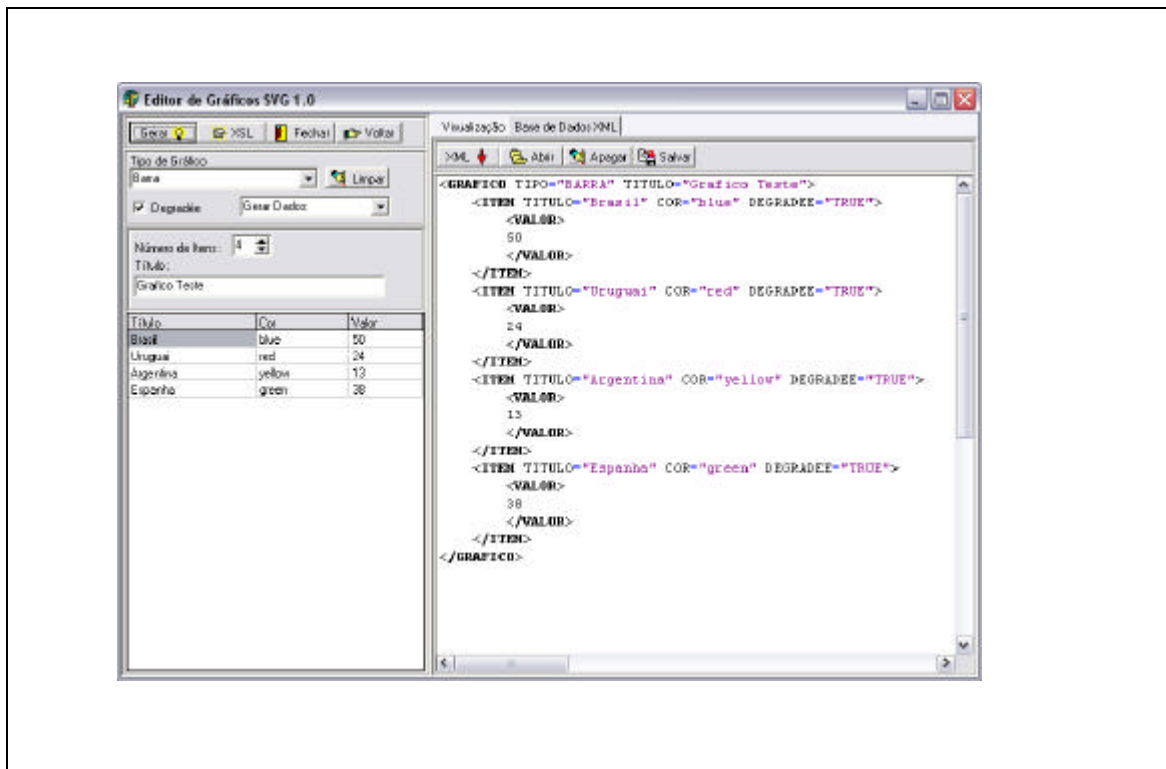 Editor de Gráficos SVG 1.0
Gerar XSL Fechar Voltar
Tipo de Gráfico
Barra Limpar
Degradêe Gerar Dados
Número de Itens: 4
Título:
Grafico Teste
Título Cor Valor
Brasil blue 50
Uruguai red 24
Argentina yellow 13
Espanha green 38
Visualização Base de Dados XML
XML Abrir Apagar Salvar
<GRAFICO TIPO="BARRA" TITULO="Grafico Teste">
<ITEM TITULO="Brasil" COR="blue" DEGRADEE="TRUE">
<VALOR>
50
</VALOR>
</ITEM>
<ITEM TITULO="Uruguai" COR="red" DEGRADEE="TRUE">
<VALOR>
24
</VALOR>
</ITEM>
<ITEM TITULO="Argentina" COR="yellow" DEGRADEE="TRUE">
<VALOR>
13
</VALOR>
</ITEM>
<ITEM TITULO="Espanha" COR="green" DEGRADEE="TRUE">
<VALOR>
38
</VALOR>
</ITEM>
</GRAFICO>